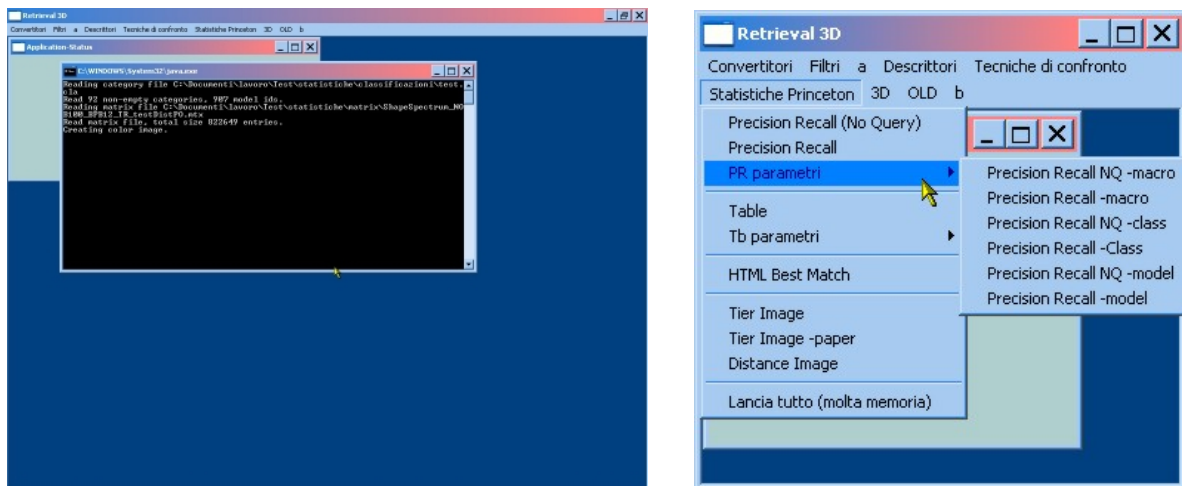 Retrieval 3D
Convertitori Filtri a Descrittori Tecniche di confronto Statistiche Princeton 3D OLD b
Application-Status
C:\WINDOWS\System32\java.exe
Reading category file C:\Documenti\lavoro\Test\statistiche\classificazioni\test.
cla
Read 92 non-empty categories, 907 model ids.
Reading matrix file C:\Documenti\lavoro\Test\statistiche\matrix\ShapeSpectrum_NO
Read matrix file, total size 822649 entries.
Creating color image.
Retrieval 3D
Convertitori Filtri a Descrittori Tecniche di confronto
Statistiche Princeton 3D OLD b
Precision Recall (No Query)
Precision Recall
PR parametri
Table
Tb parametri
HTML Best Match
Tier Image
Tier Image -paper
Distance Image
Lancia tutto (molta memoria)
Precision Recall NQ -macro
Precision Recall -macro
Precision Recall NQ -class
Precision Recall -Class
Precision Recall NQ -model
Precision Recall -model